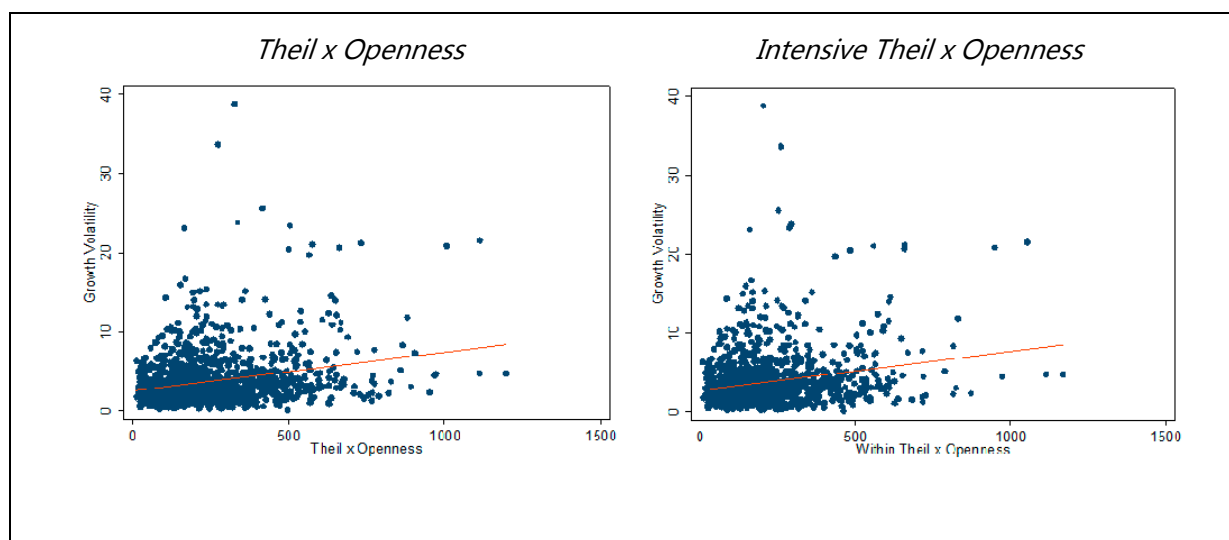 Theil x Openness
Intensive Theil x Openness
Growth Volatility
40
30
20
10
0
0 500 1000 1500
Theil x Openness
Growth Volatility
40
30
20
10
0
0 500 1000 1500
Within Theil x Openness